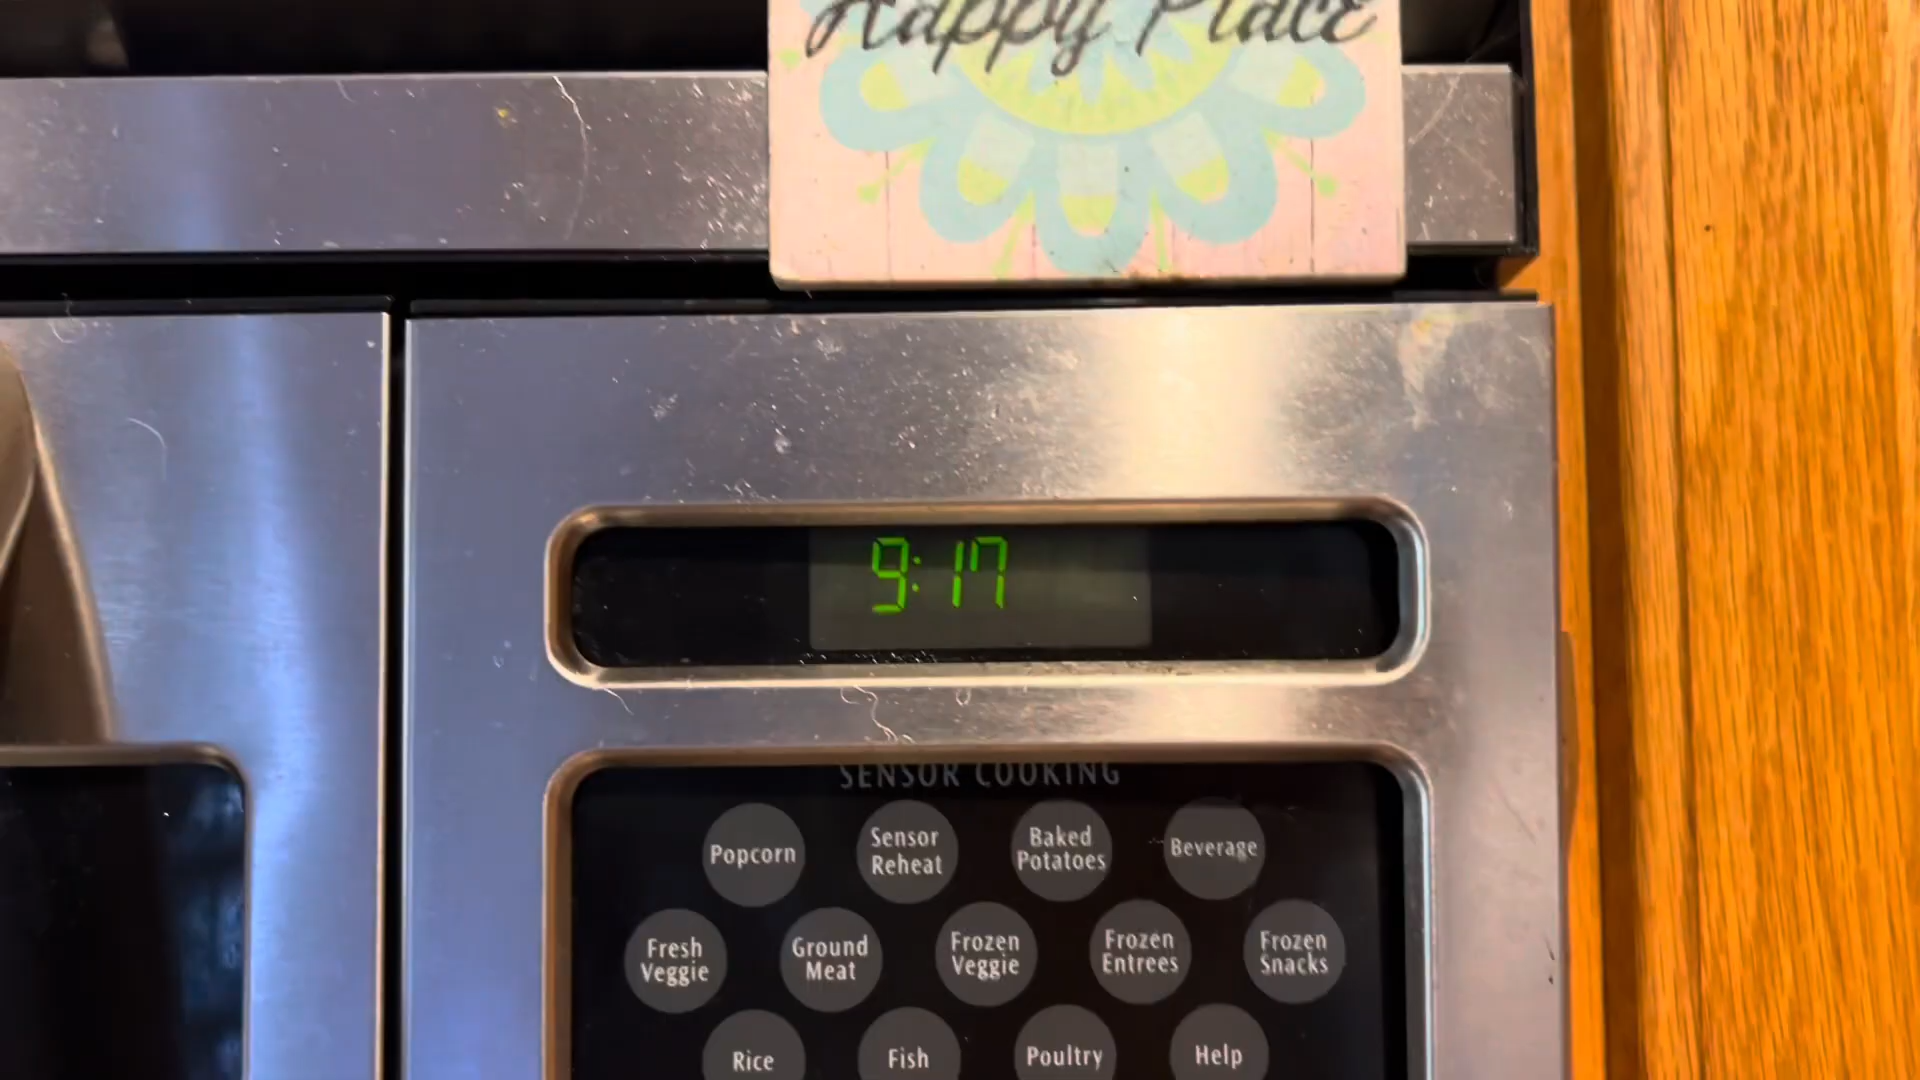 Happy Place
9:17
SENSOR COOKING
Popcorn
Sensor
Reheat
Baked
Potatoes
Beverage
Fresh
Veggie
Ground
Meat
Frozen
Veggie
Frozen
Entrees
Frozen
Snacks
Rice
Fish
Poultry
Help